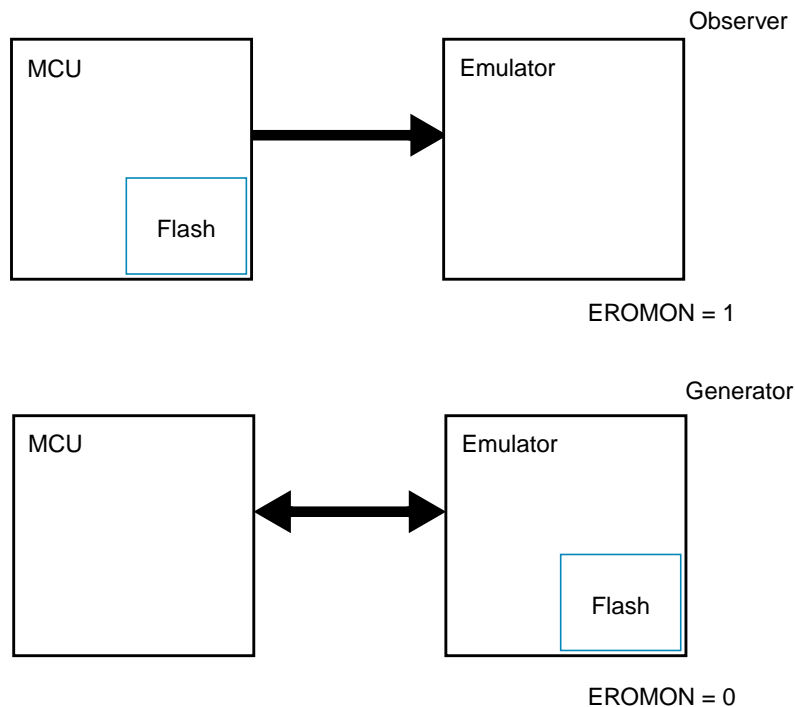 Observer
MCU
Emulator
Flash
EROMON = 1
Generator
MCU
Emulator
Flash
EROMON = 0